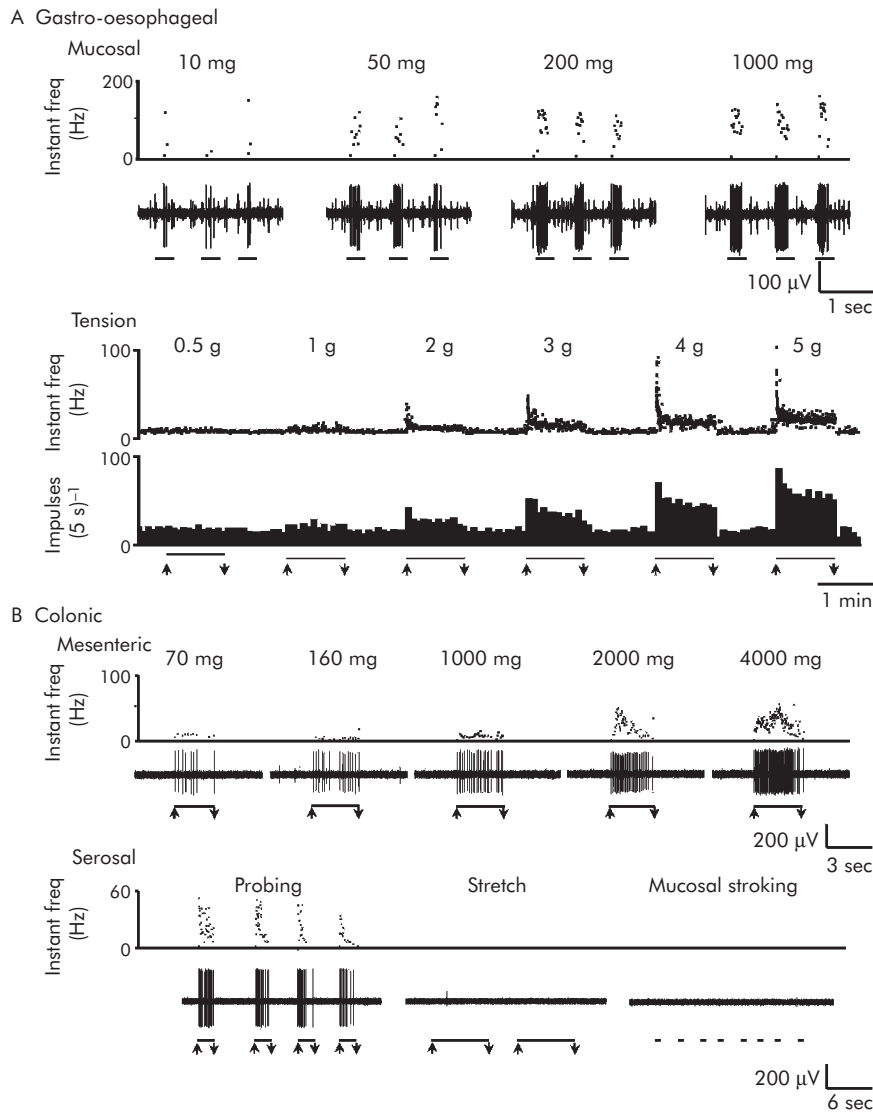 A Gastro-oesophageal
Mucosal
10 mg 50 mg 200 mg 1000 mg
Instant freq (Hz)
200
0
100 μV
1 sec
Tension
0.5 g 1 g 2 g 3 g 4 g 5 g
Instant freq (Hz)
100
0
Impulses (5 s)⁻¹
100
0
1 min
B Colonic
Mesenteric
70 mg 160 mg 1000 mg 2000 mg 4000 mg
Instant freq (Hz)
100
0
200 μV
3 sec
Serosal
Probing Stretch Mucosal stroking
Instant freq (Hz)
60
0
200 μV
6 sec